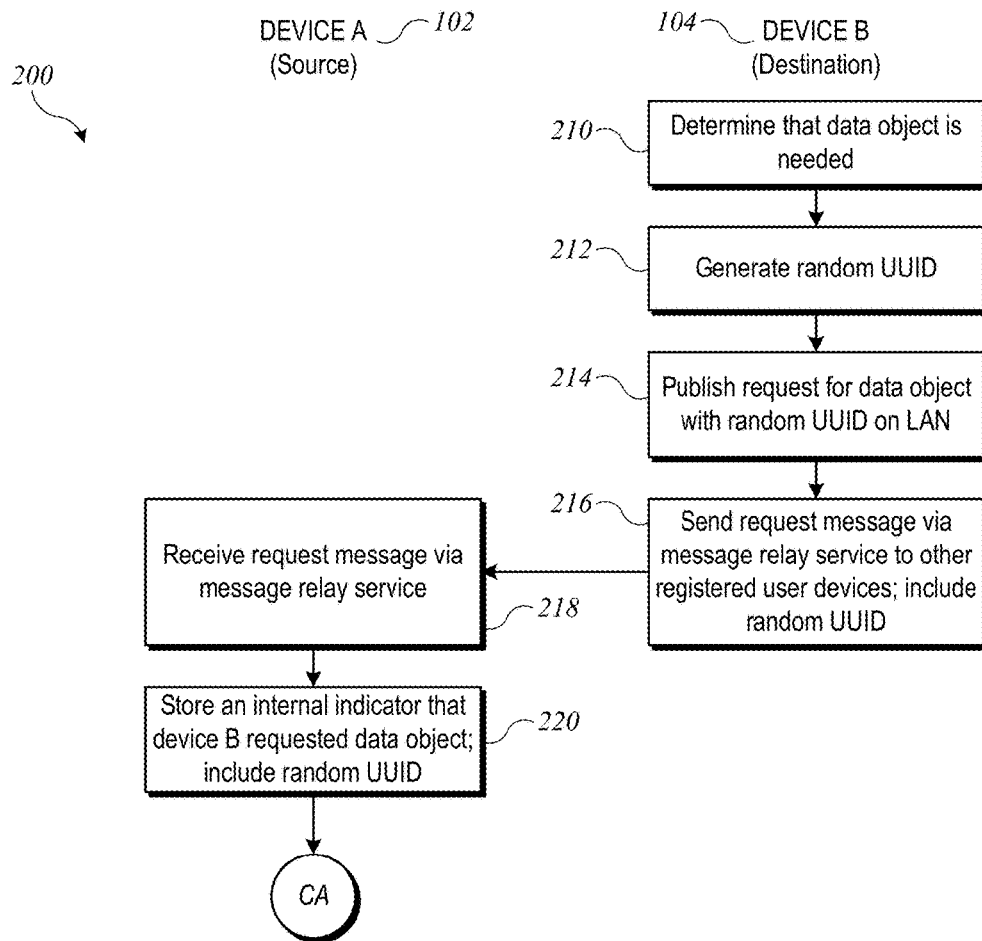 DEVICE A
(Source)
102
104
DEVICE B
(Destination)
200
210
Determine that data object is
needed
212
Generate random UUID
214
Publish request for data object
with random UUID on LAN
216
Send request message via
message relay service to other
registered user devices; include
random UUID
Receive request message via
message relay service
218
Store an internal indicator that
device B requested data object;
include random UUID
220
CA